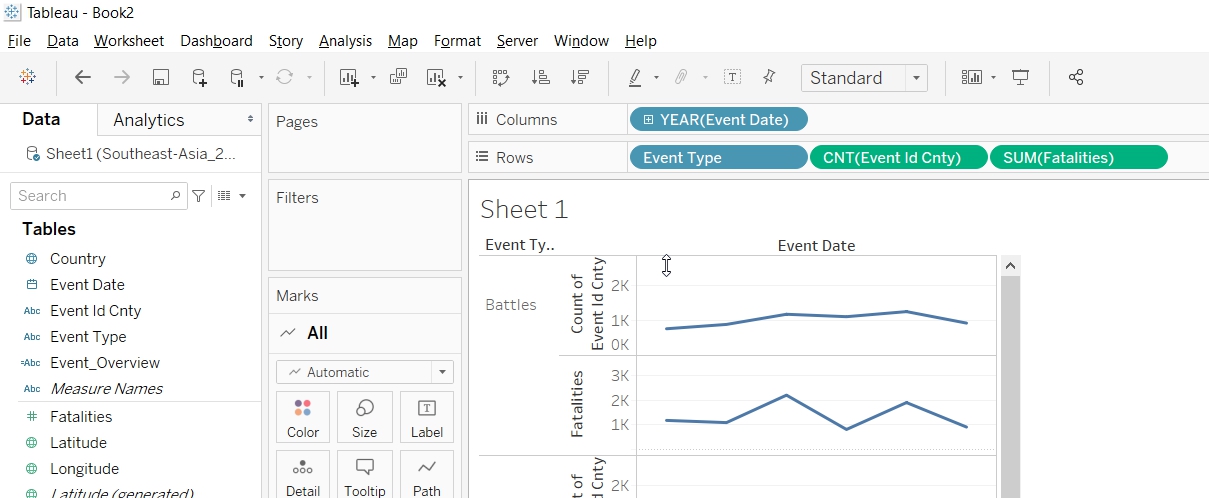 Tableau - Book2
File Data Worksheet Dashboard Story Analysis Map Format Server Window Help
Standard
Data Analytics
Sheet1 (Southeast-Asia_2...
Search
Tables
Country
Event Date
Abc Event Id Cnty
Abc Event Type
=Abc Event_Overview
Abc Measure Names
# Fatalities
Latitude
Longitude
Latitude (generated)
Pages
Filters
Marks
All
Automatic
Color Size Label
Detail Tooltip Path
Columns YEAR(Event Date)
Rows Event Type CNT(Event Id Cnty) SUM(Fatalities)
Sheet 1
Event Ty.. Event Date
Battles
Count of
Event Id Cnty
2K
1K
0K
Fatalities
3K
2K
1K
t of
d Cnty
2K